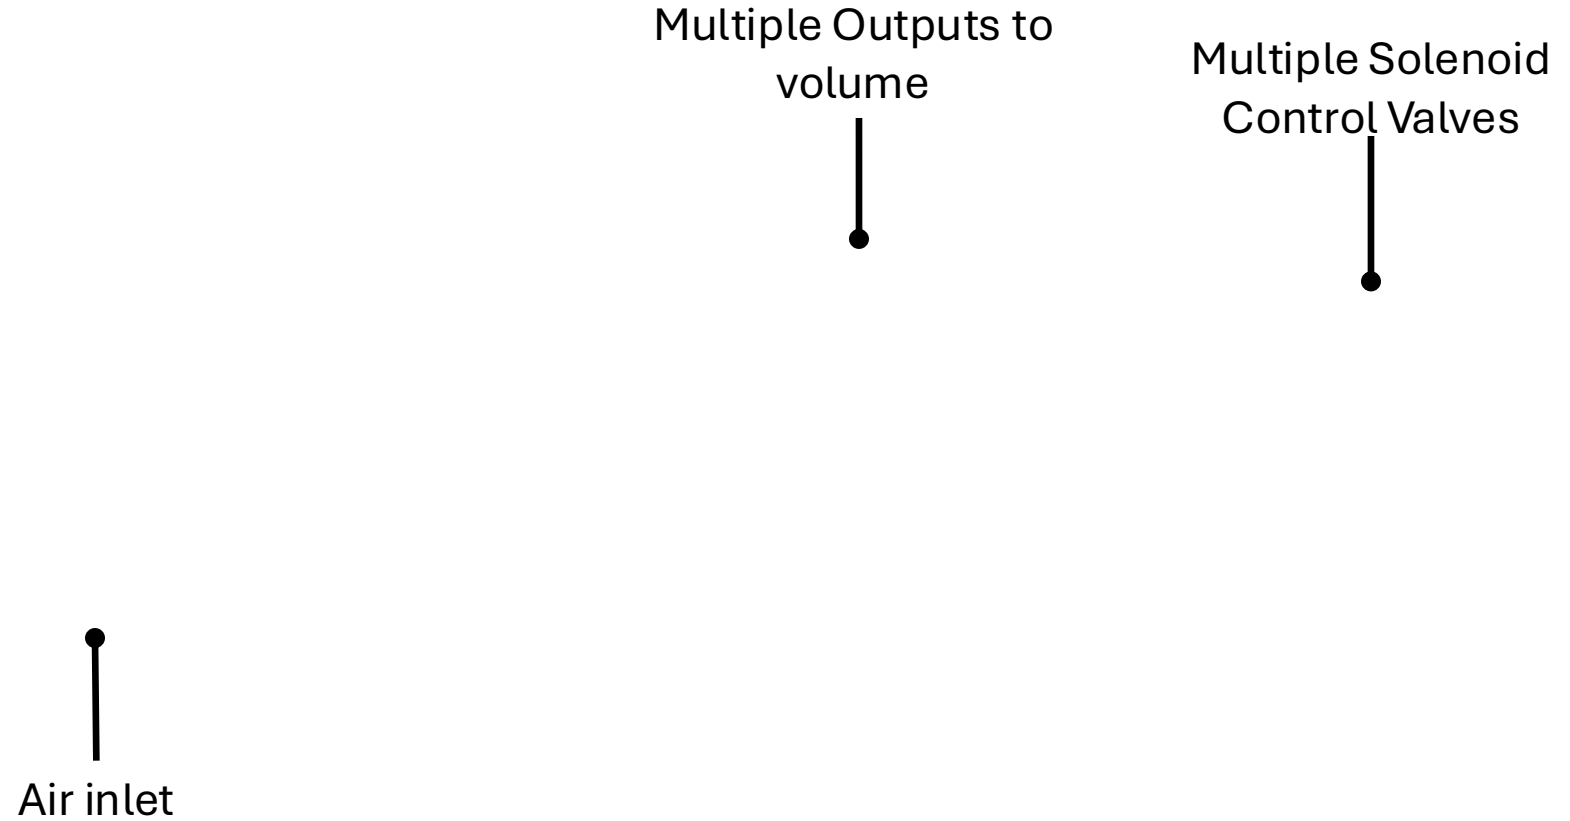 Multiple Outputs to
volume
Multiple Solenoid
Control Valves
Air inlet